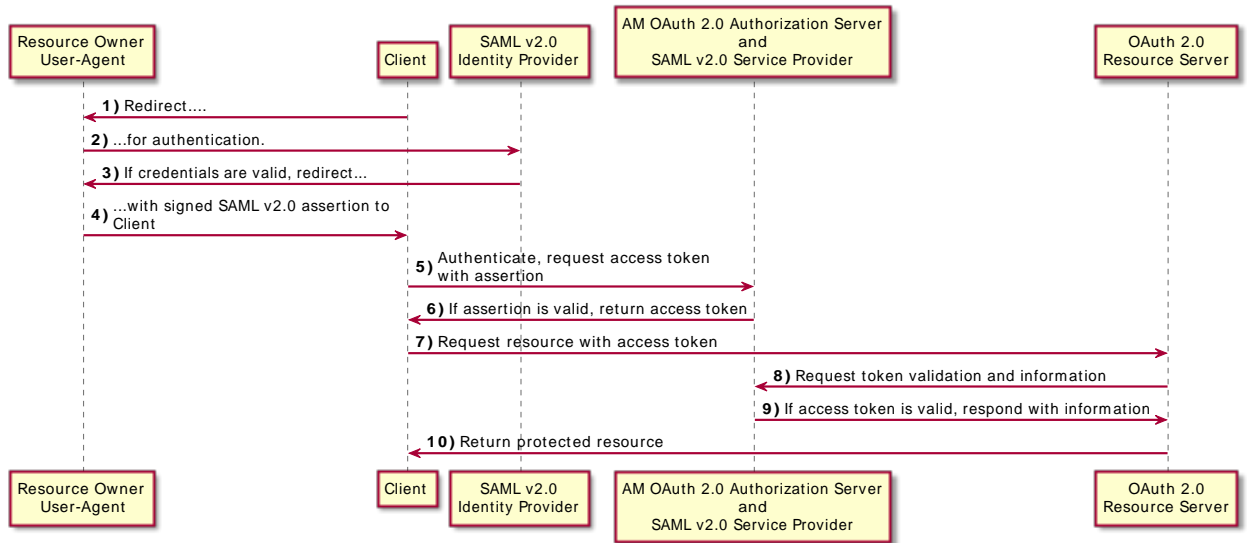 Resource Owner
User-Agent
Client
SAML v2.0
Identity Provider
AM OAuth 2.0 Authorization Server
and
SAML v2.0 Service Provider
OAuth 2.0
Resource Server
1) Redirect....
2) ...for authentication.
3) If credentials are valid, redirect...
4) ...with signed SAML v2.0 assertion to
Client
5) Authenticate, request access token
with assertion
6) If assertion is valid, return access token
7) Request resource with access token
8) Request token validation and information
9) If access token is valid, respond with information
10) Return protected resource
Resource Owner
User-Agent
Client
SAML v2.0
Identity Provider
AM OAuth 2.0 Authorization Server
and
SAML v2.0 Service Provider
OAuth 2.0
Resource Server